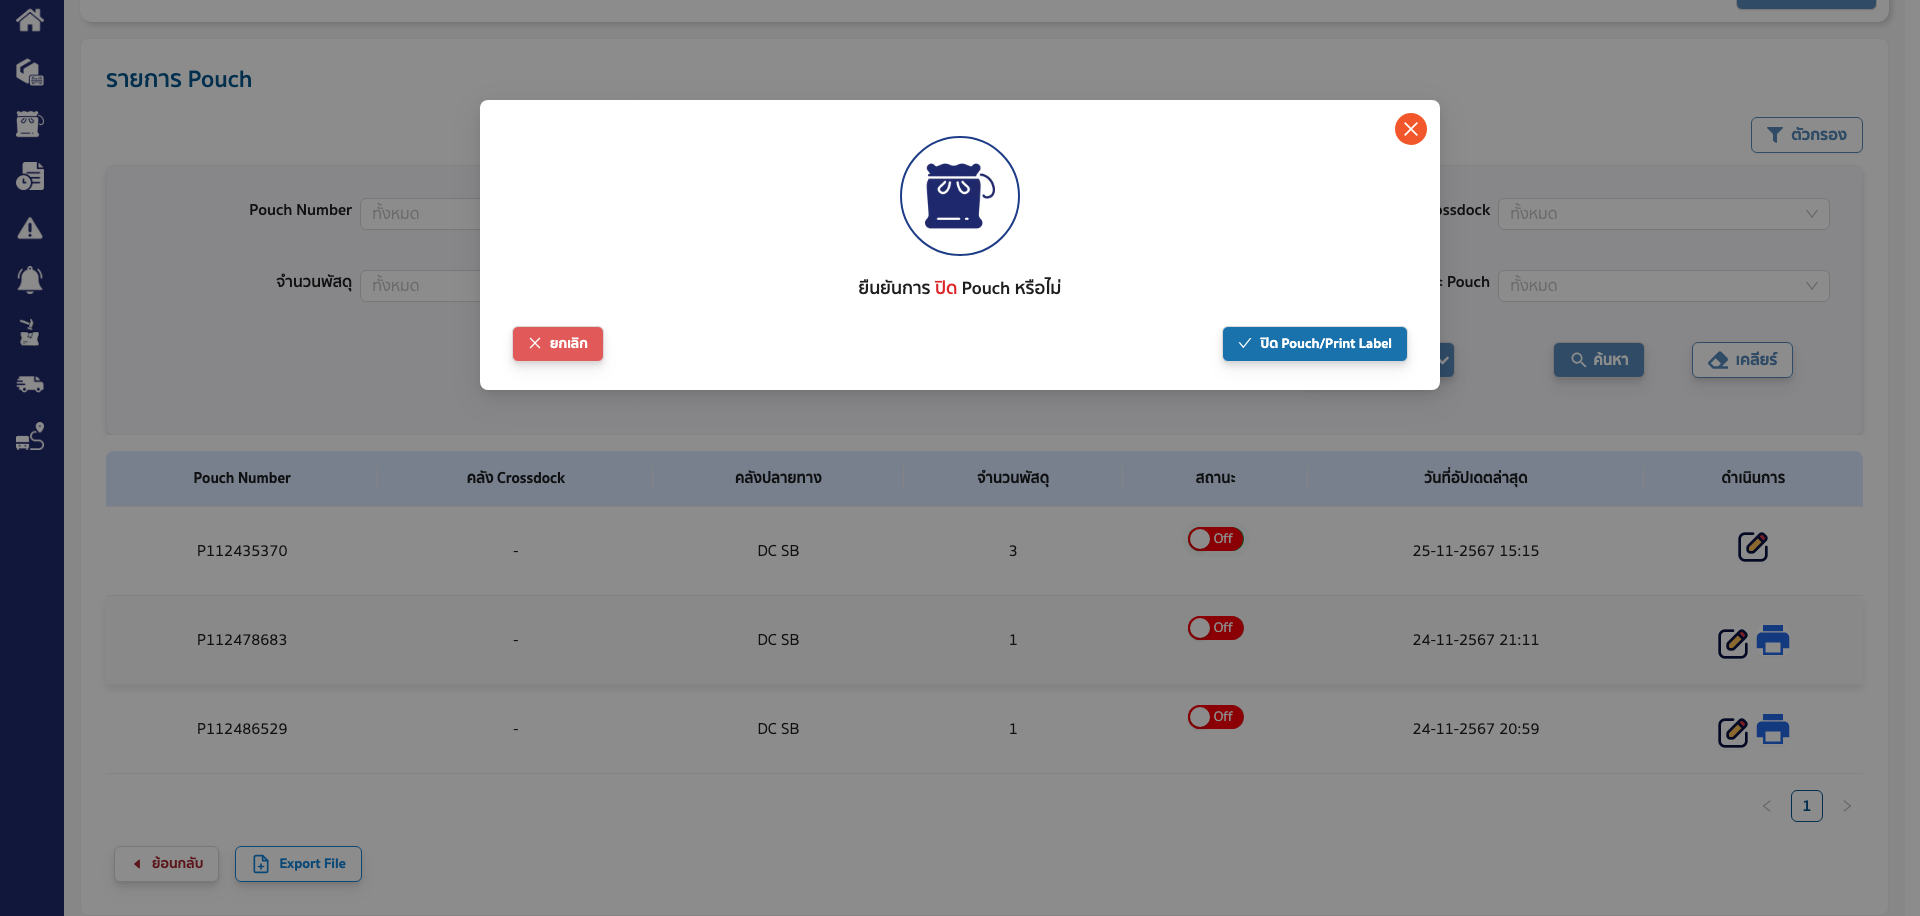 รายการ Pouch
ตัวกรอง
Pouch Number ทั้งหมด
ossdock ทั้งหมด
จำนวนพัสดุ ทั้งหมด
: Pouch ทั้งหมด
ยืนยันการ ปิด Pouch หรือไม่
ยกเลิก
ปิด Pouch/Print Label
ค้นหา
เคลียร์
Pouch Number คลัง Crossdock คลังปลายทาง จำนวนพัสดุ สถานะ วันที่อัปเดตล่าสุด ดำเนินการ
P112435370 - DC SB 3 Off 25-11-2567 15:15
P112478683 - DC SB 1 Off 24-11-2567 21:11
P112486529 - DC SB 1 Off 24-11-2567 20:59
< 1 >
ย้อนกลับ
Export File